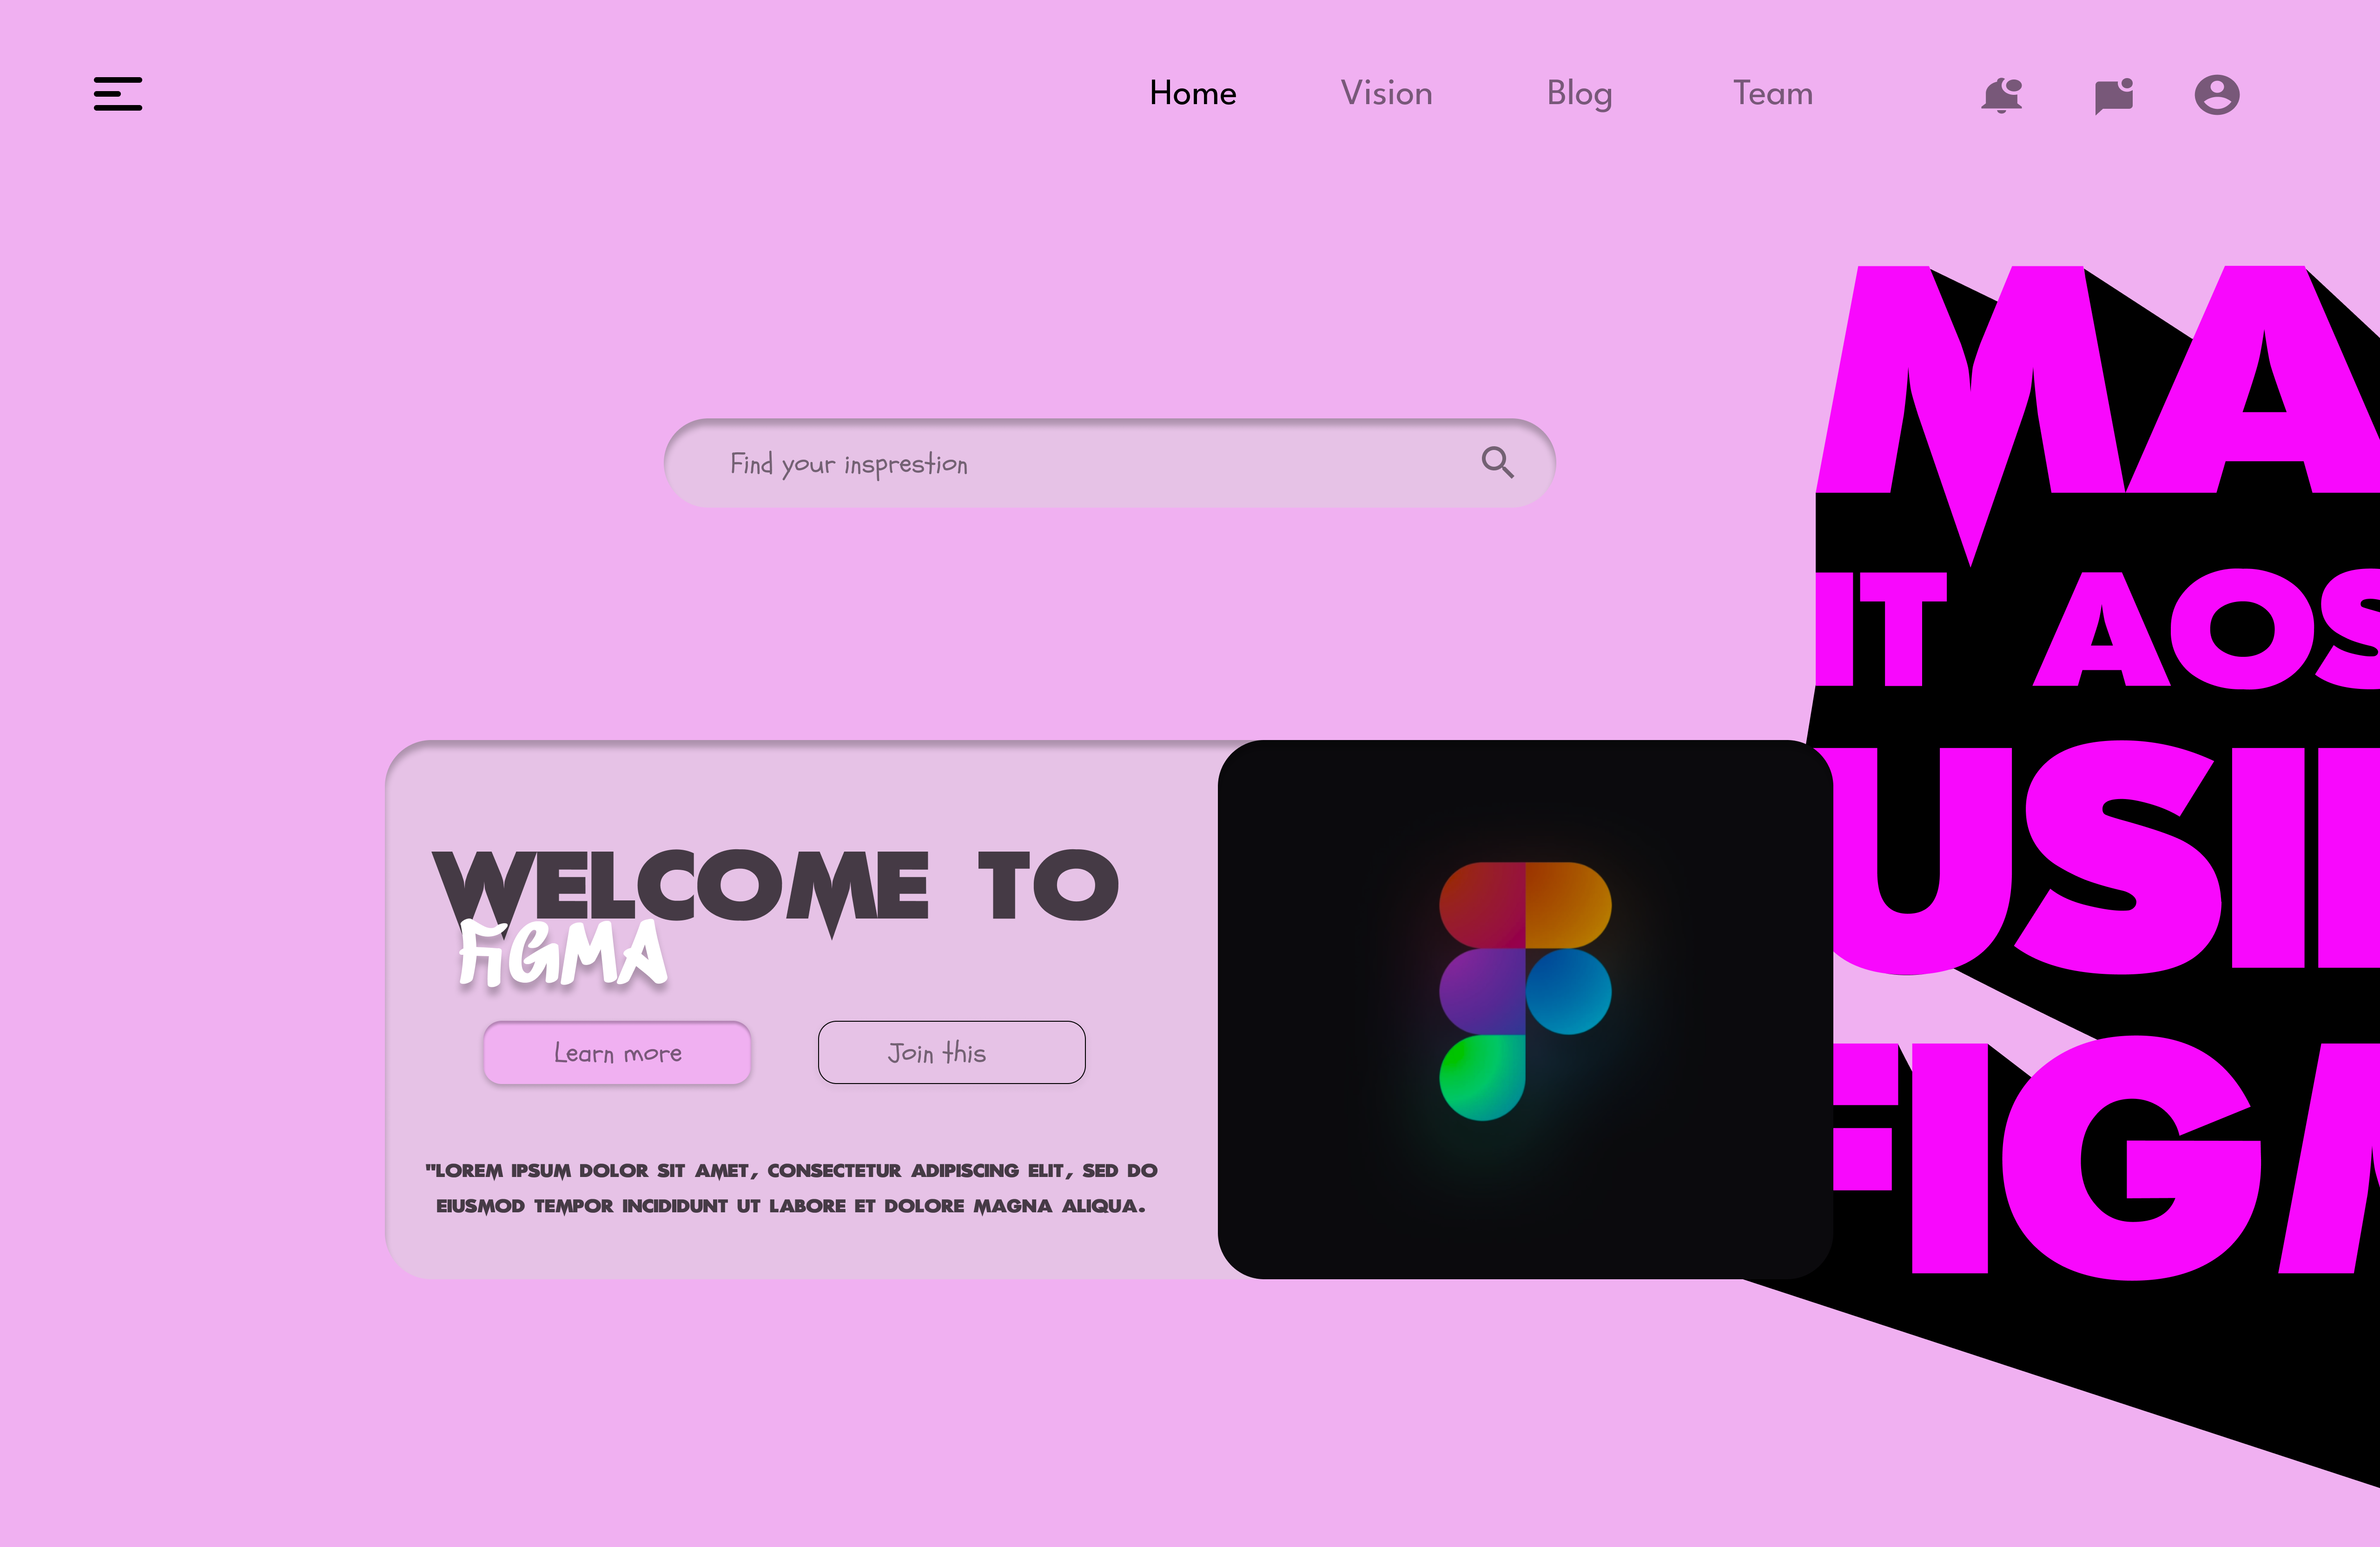 Home Vision Blog Team
MA
Find your insprestion
IT AOS
USI
WELCOME TO
FiGMA
Learn more Join this
FIG
"LOREM IPSUM DOLOR SIT AMET, CONSECTETUR ADIPISCING ELIT, SED DO
EIUSMOD TEMPOR INCIDIDUNT UT LABORE ET DOLORE MAGNA ALIQUA.